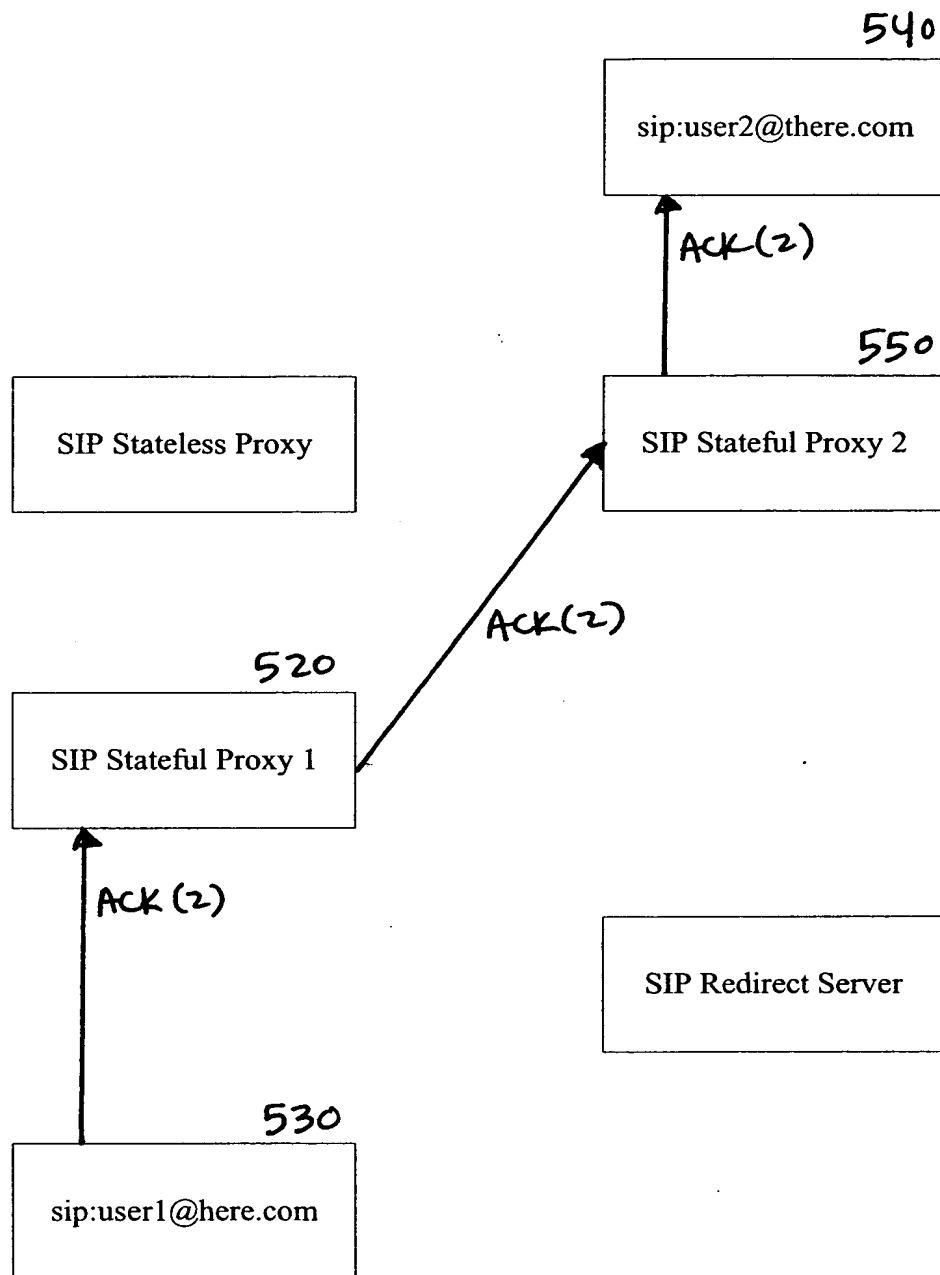 540
sip:user2@there.com
ACK(2)
550
SIP Stateless Proxy
SIP Stateful Proxy 2
ACK(2)
520
SIP Stateful Proxy 1
ACK (2)
SIP Redirect Server
530
sip:user1@here.com